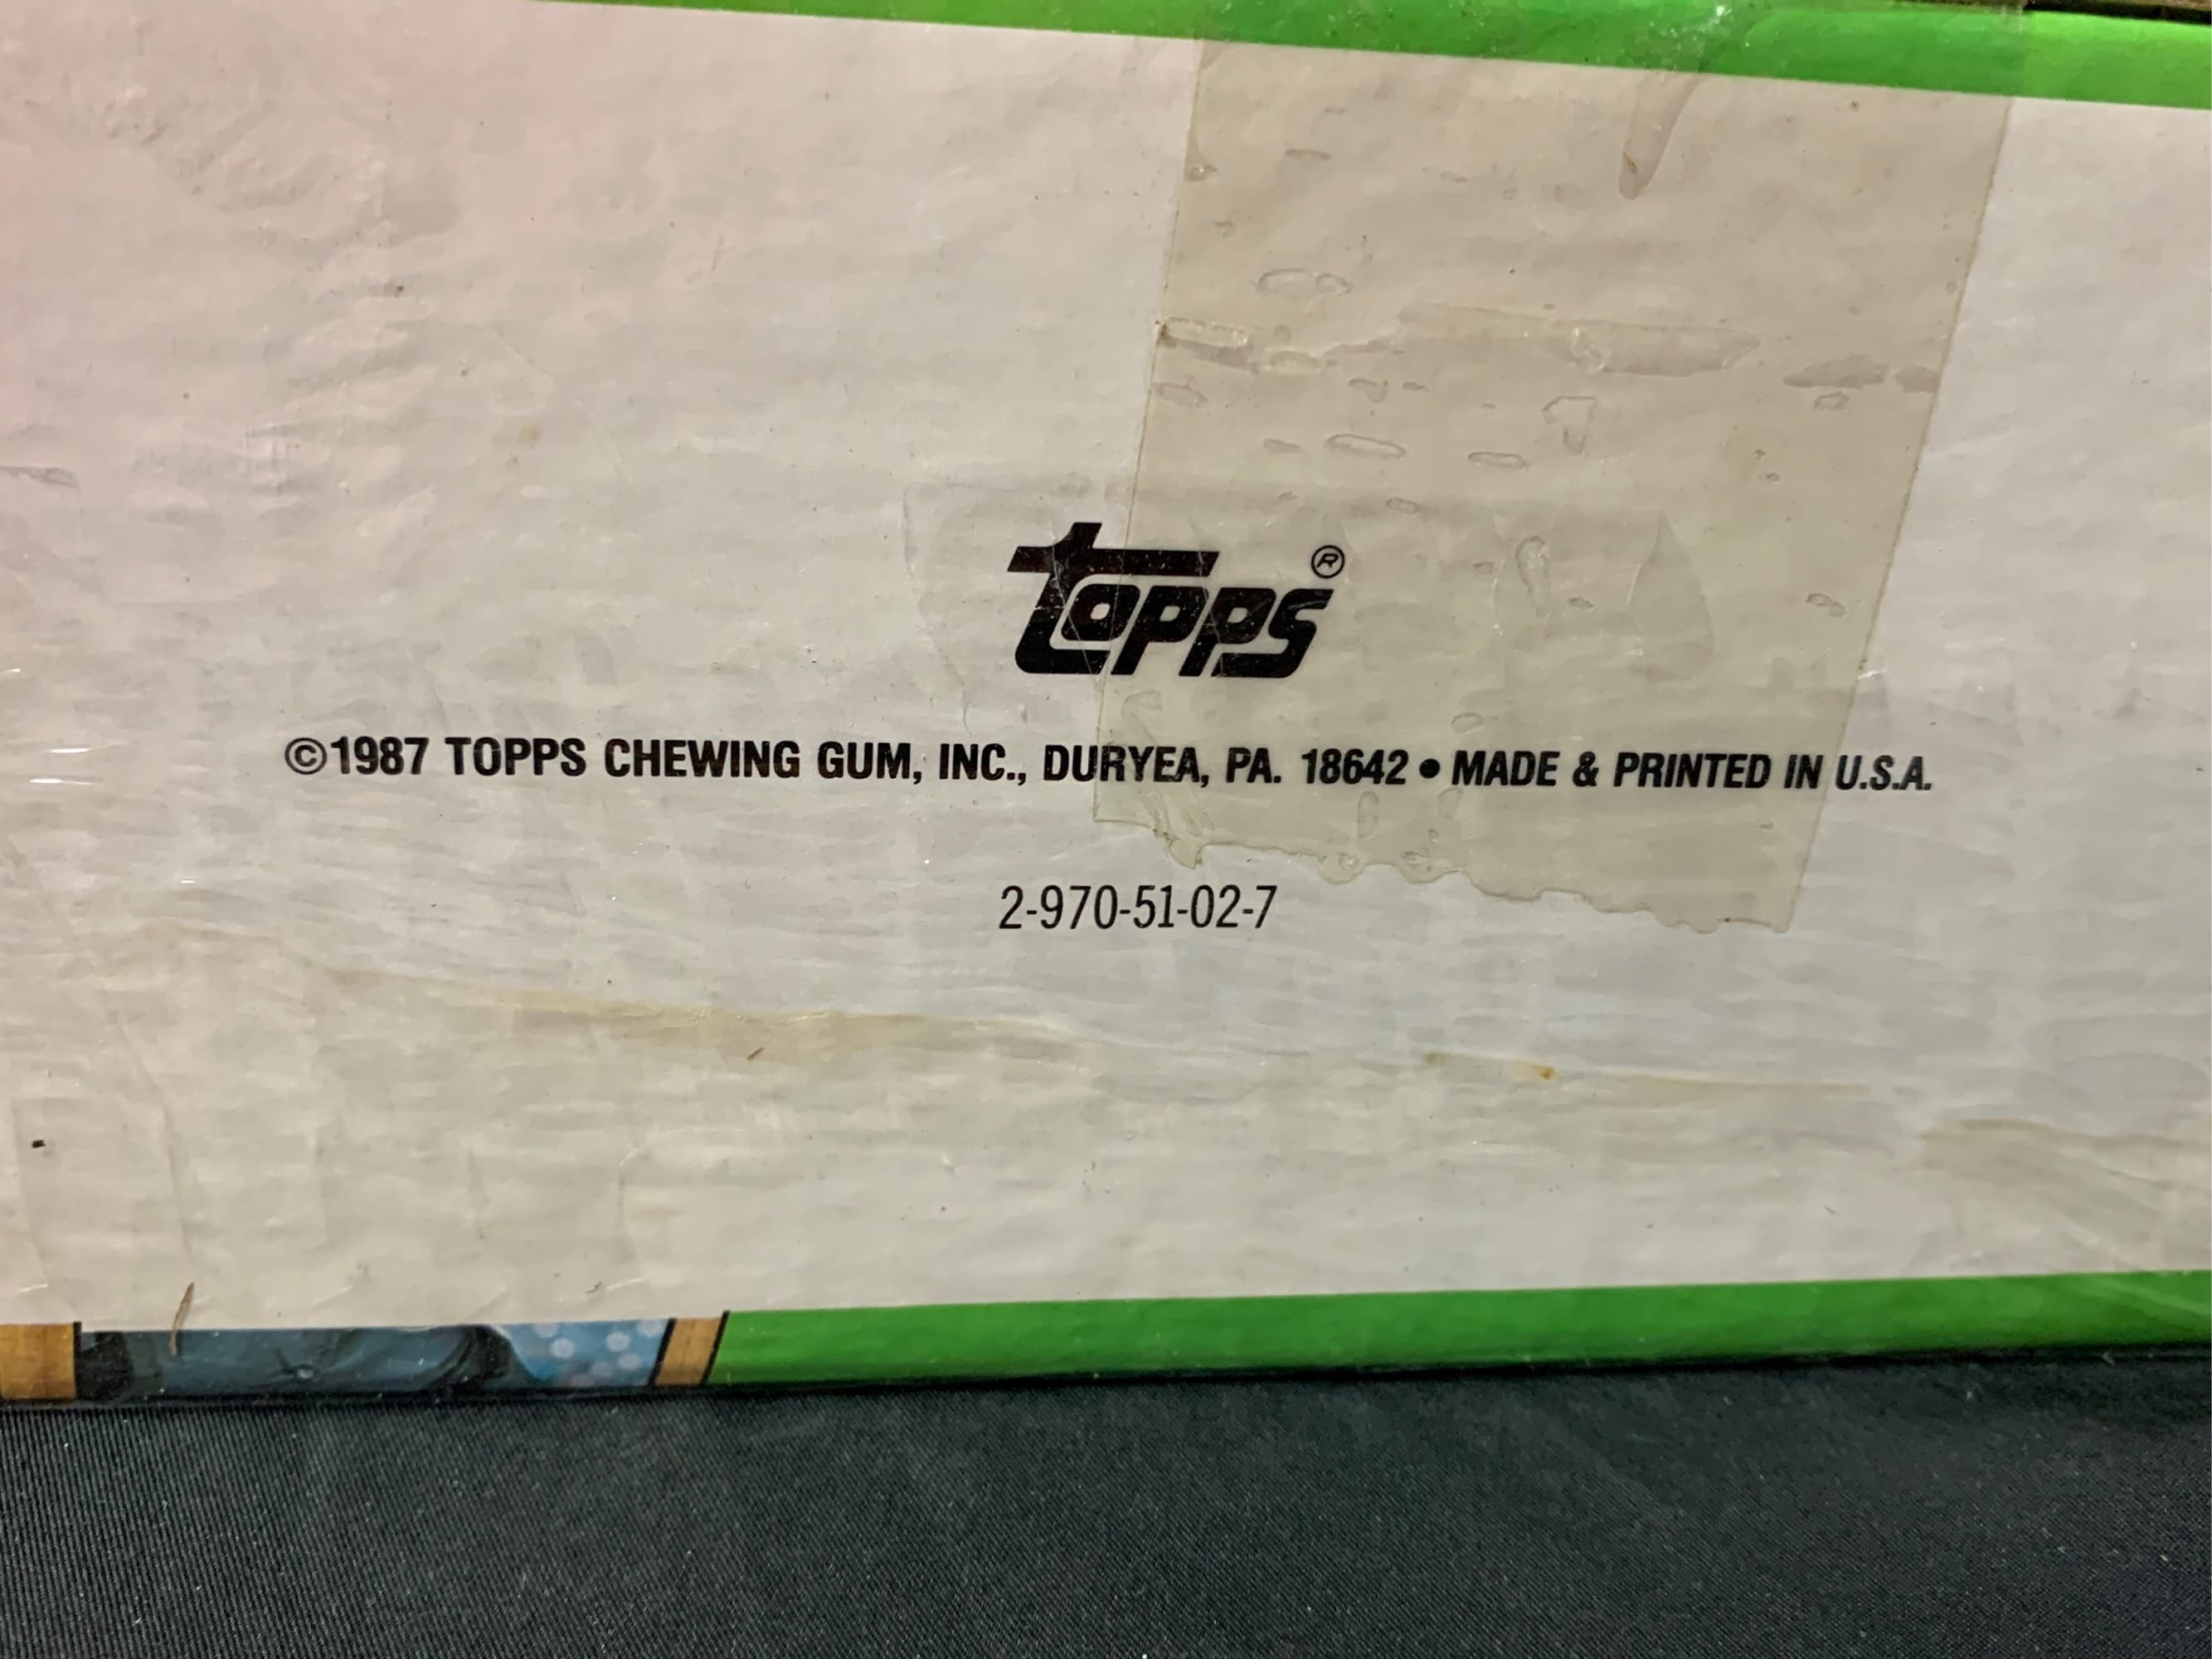 topps®
©1987 TOPPS CHEWING GUM, INC., DURYEA, PA. 18642 • MADE & PRINTED IN U.S.A.
2-970-51-02-7